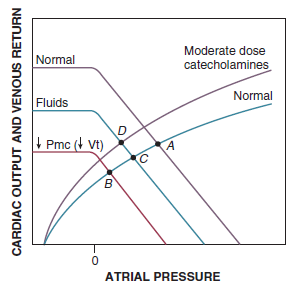 CARDIAC OUTPUT AND VENOUS RETURN
Normal
Moderate dose
catecholamines
Fluids
Normal
↓ Pmc (↓ Vt)
D
A
C
B
0
ATRIAL PRESSURE